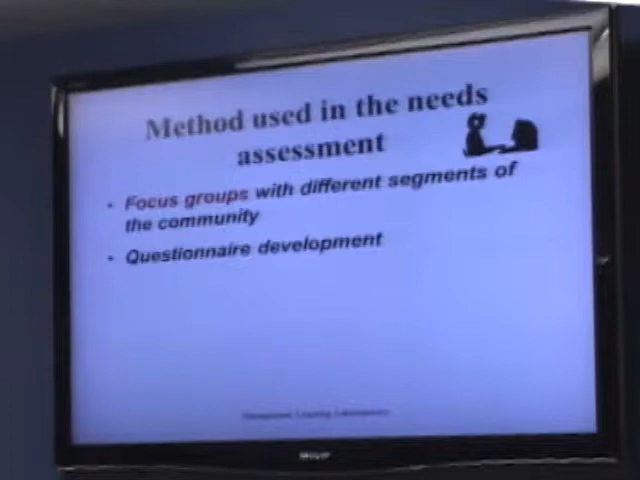 Method used in the needs
assessment
• Focus groups with different segments of
the community
• Questionnaire development